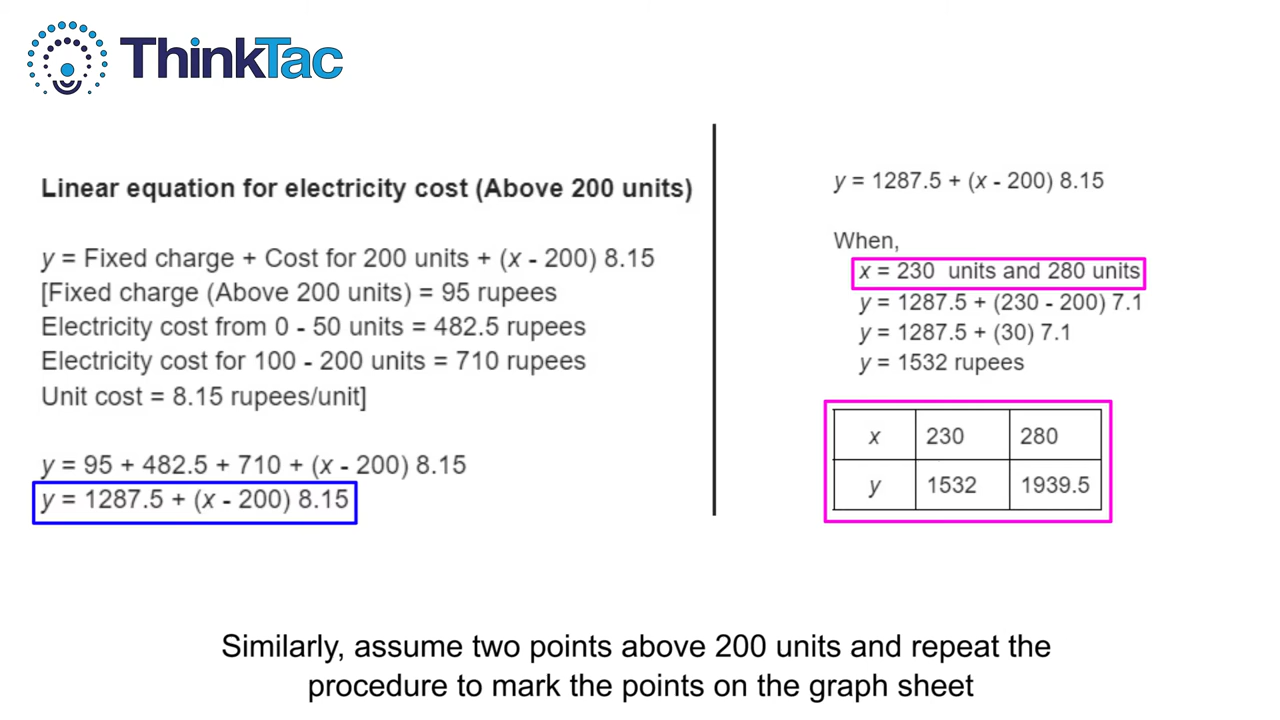 ThinkTac
Linear equation for electricity cost (Above 200 units)
y = Fixed charge + Cost for 200 units + (x - 200) 8.15
[Fixed charge (Above 200 units) = 95 rupees
Electricity cost from 0 - 50 units = 482.5 rupees
Electricity cost for 100 - 200 units = 710 rupees
Unit cost = 8.15 rupees/unit]
y = 95 + 482.5 + 710 + (x - 200) 8.15
y = 1287.5 + (x - 200) 8.15
y = 1287.5 + (x - 200) 8.15
When,
x = 230 units and 280 units
y = 1287.5 + (230 - 200) 7.1
y = 1287.5 + (30) 7.1
y = 1532 rupees
x 230 280
y 1532 1939.5
Similarly, assume two points above 200 units and repeat the
procedure to mark the points on the graph sheet